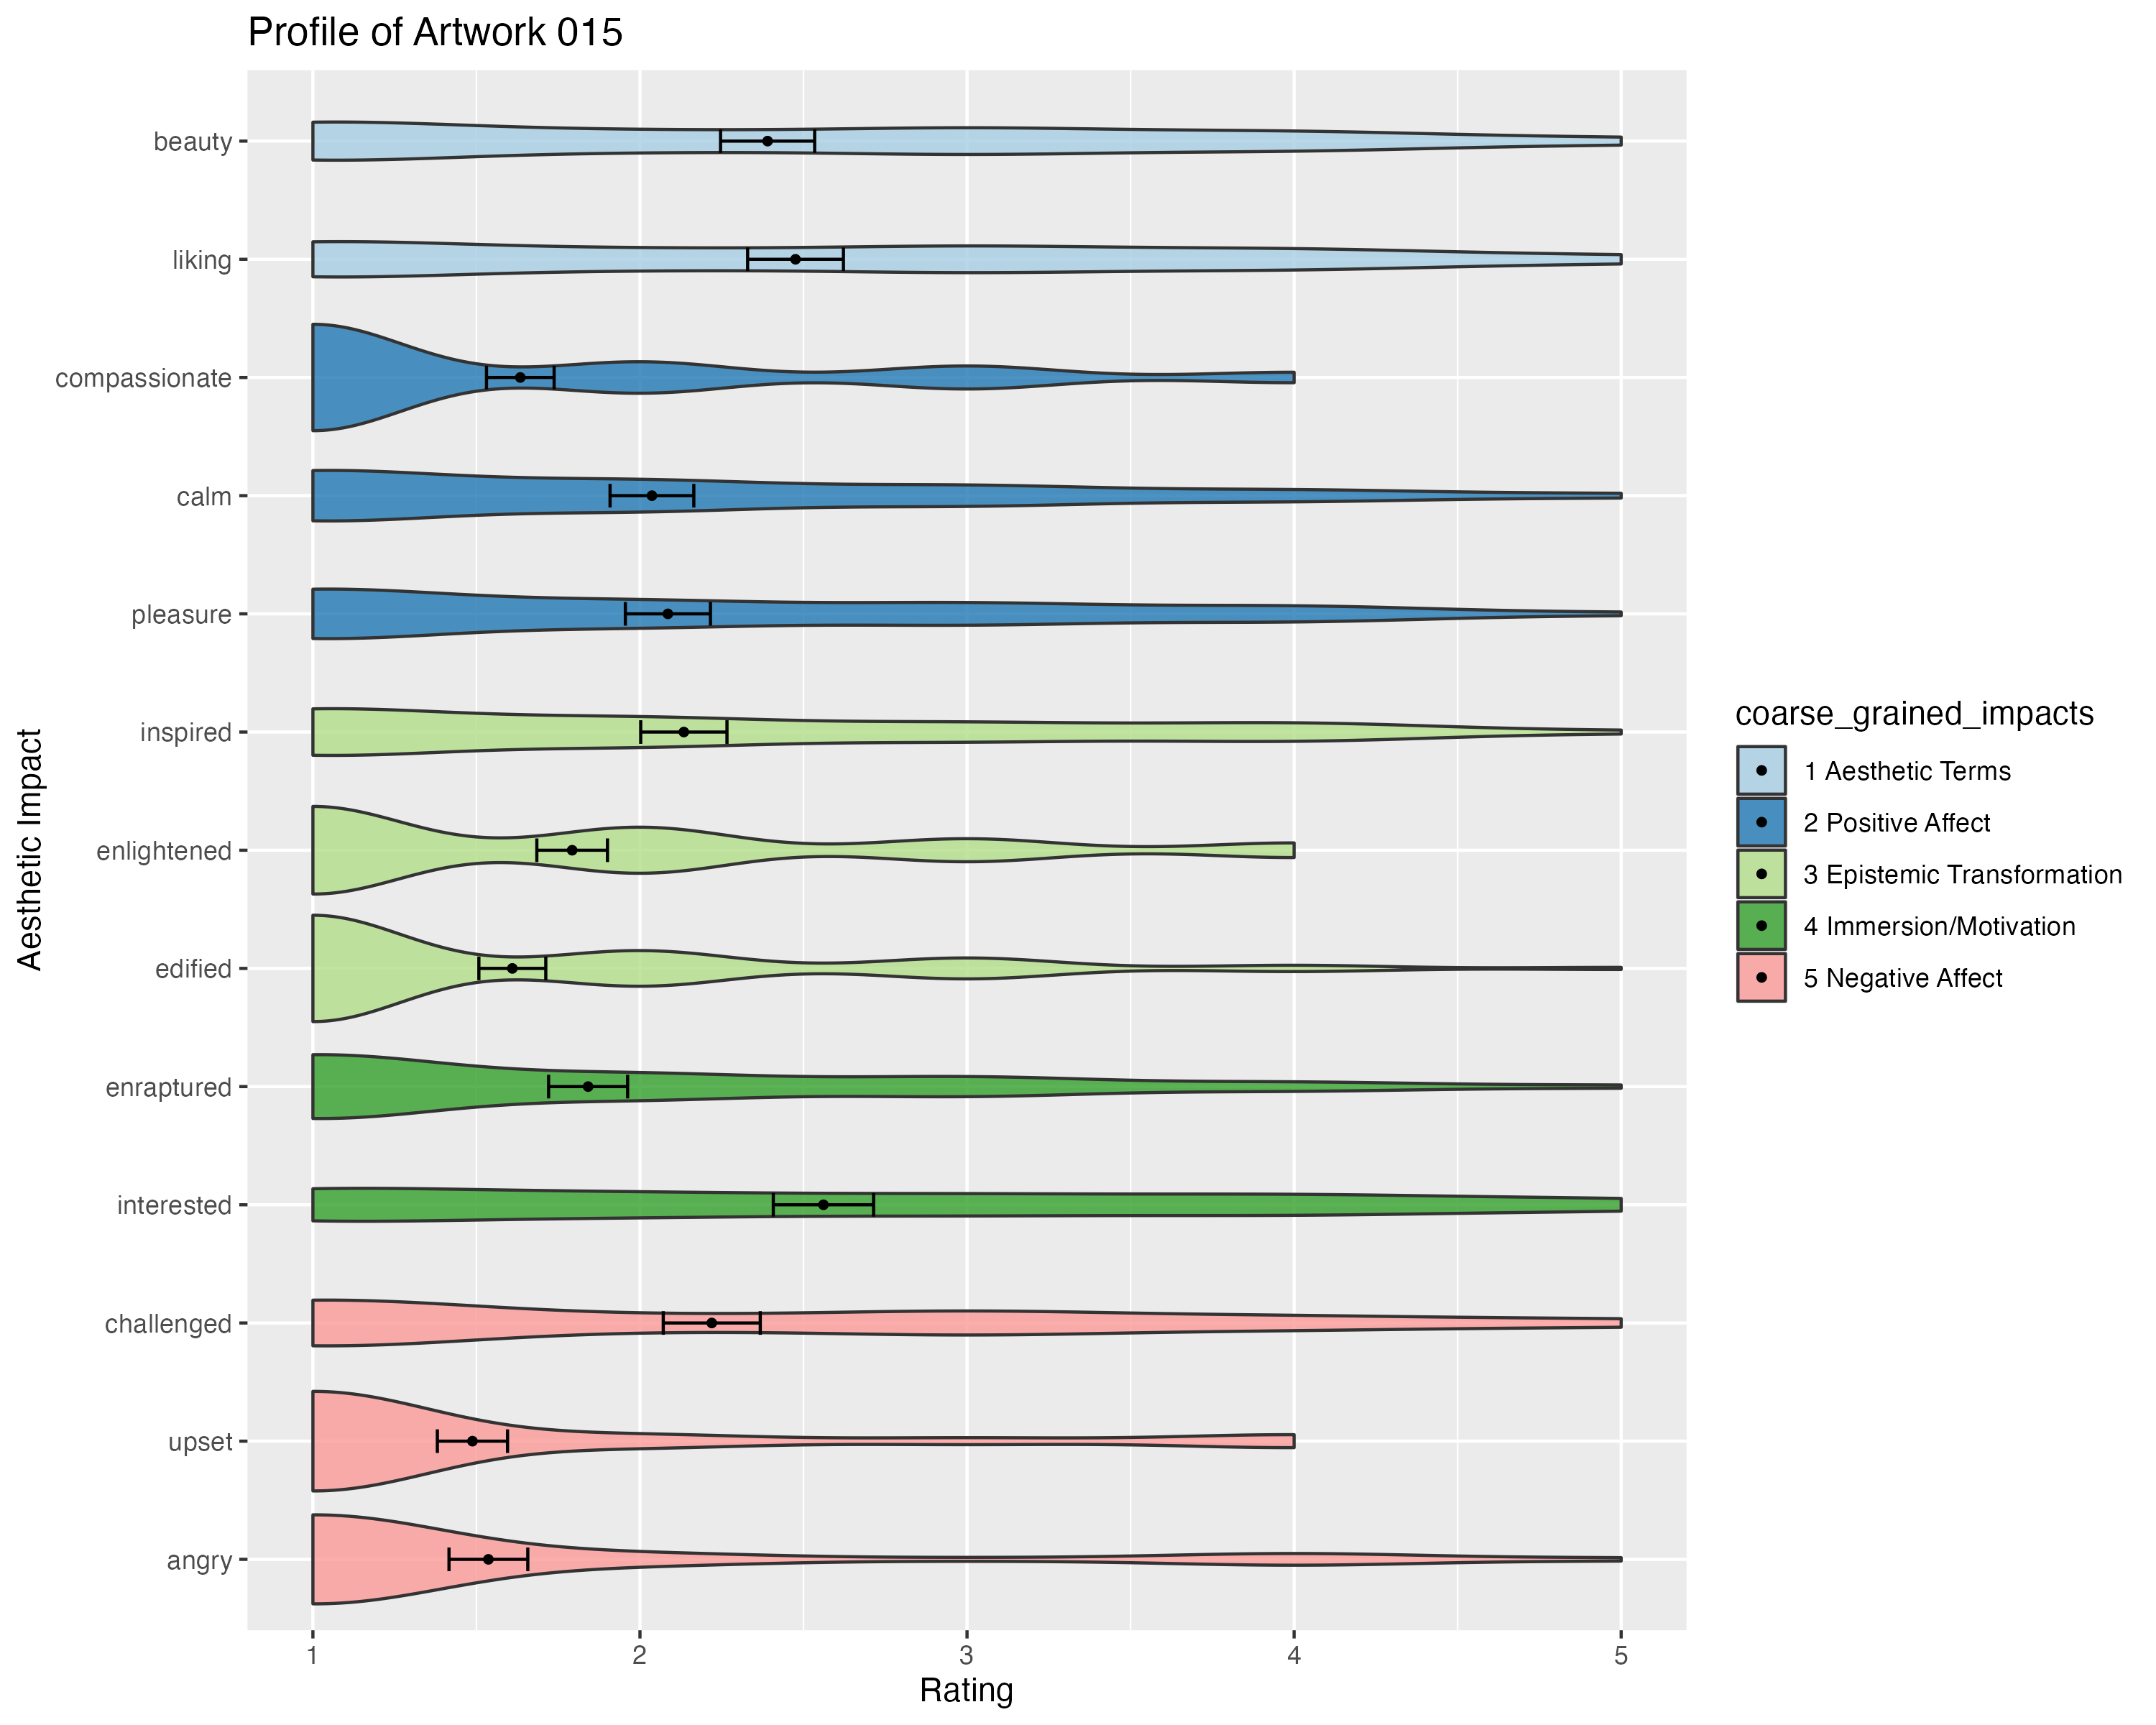 Profile of Artwork 015
Aesthetic Impact
beauty
liking
compassionate
calm
pleasure
inspired
enlightened
edified
enraptured
interested
challenged
upset
angry
1 2 3 4 5
Rating
coarse_grained_impacts
1 Aesthetic Terms
2 Positive Affect
3 Epistemic Transformation
4 Immersion/Motivation
5 Negative Affect